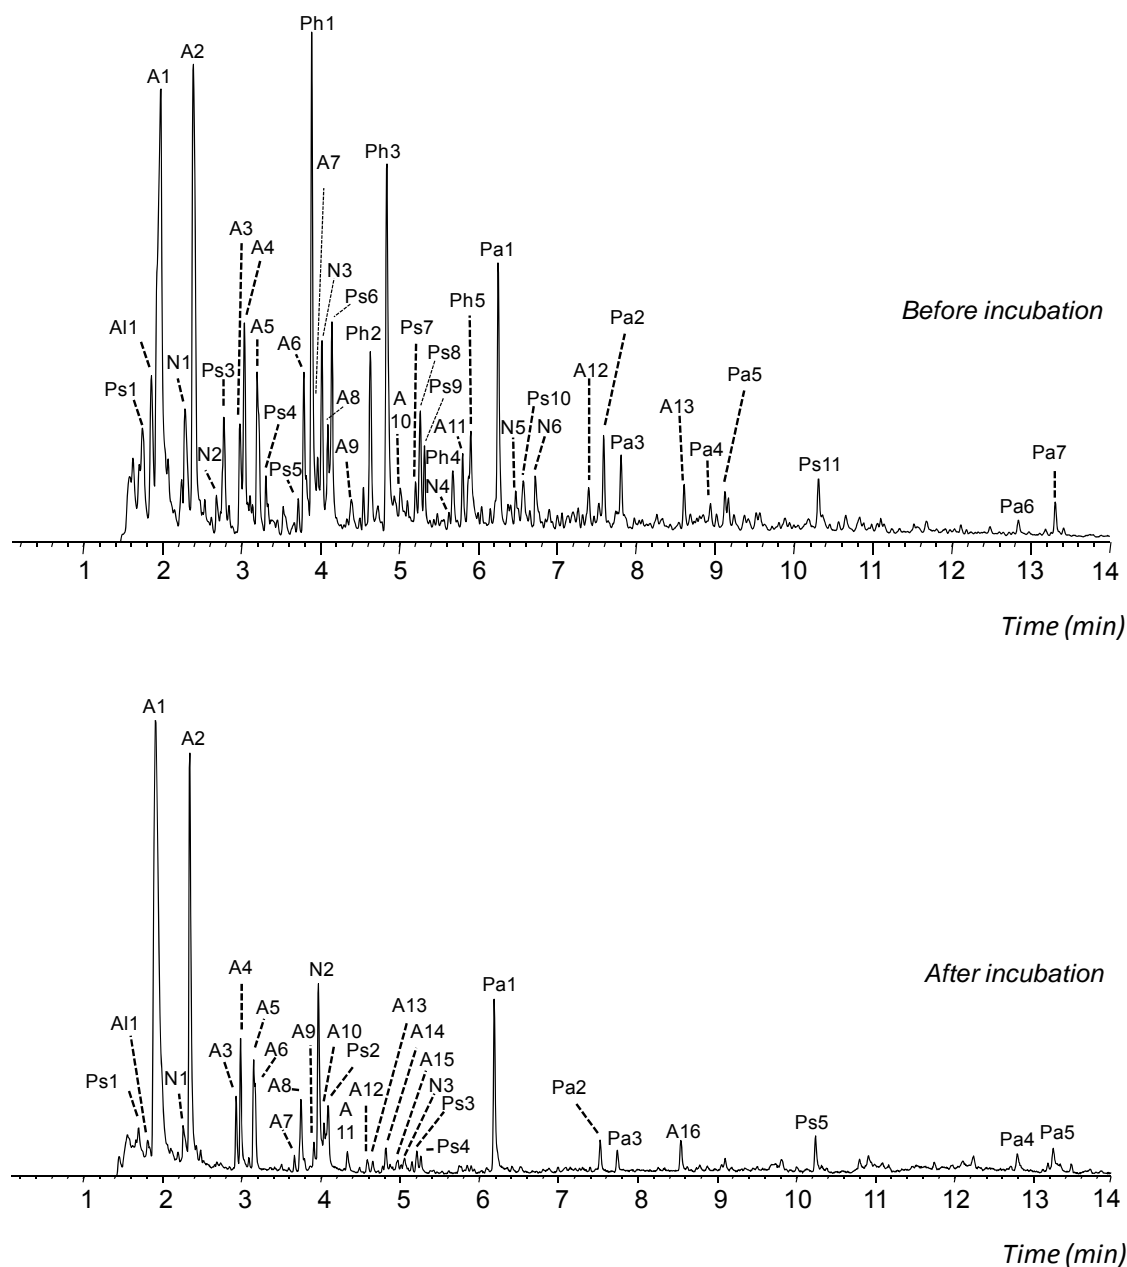 Ph1
A2
A1
Ph3
A7
A3
A4
Pa1
N3
Ps6
Ph5
Before incubation
Al1
A5
A6
Ph2
Ps7
Pa2
Ps8
N1
Ps3
A12
Pa5
Ps1
Ps9
A8
A
10
Ps10
A13
Ps4
A11
N5
N6
A9
Pa3
Pa4
Pa7
N2
Ps5
Ph4
Ps11
N4
Pa6
1 2 3 4 5 6 7 8 9 10 11 12 13 14
Time (min)
A1
A2
A4
N2
After incubation
Pa1
A13
Al1
A5
A9
A10
A14
A3
A6
Ps2
A15
Ps1
N1
A8
A12
N3
Pa2
Ps3
A7
A
11
Ps4
Pa3
A16
Ps5
Pa4
Pa5
1 2 3 4 5 6 7 8 9 10 11 12 13 14
Time (min)